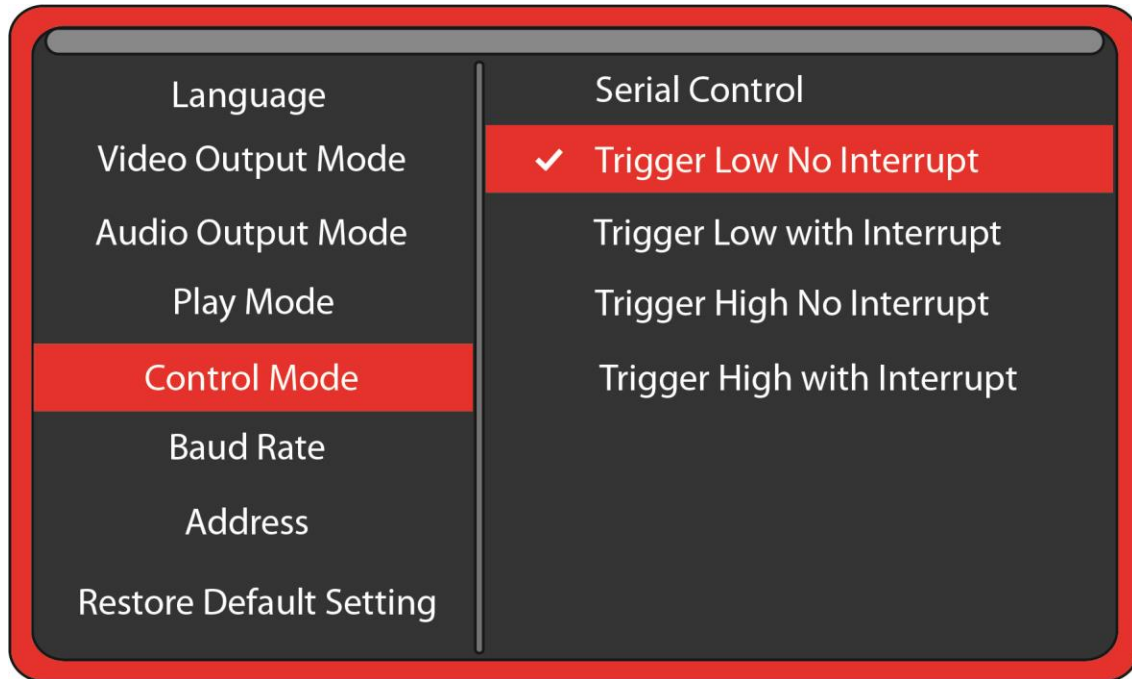 Language
Video Output Mode
Audio Output Mode
Play Mode
Control Mode
Baud Rate
Address
Restore Default Setting
Serial Control
Trigger Low No Interrupt
Trigger Low with Interrupt
Trigger High No Interrupt
Trigger High with Interrupt